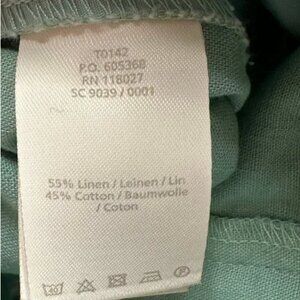 T0142
P.O. 605368
RN 118027
SC 9039 / 0001
55% Linen / Leinen / Lin
45% Cotton / Baumwolle
/ Coton